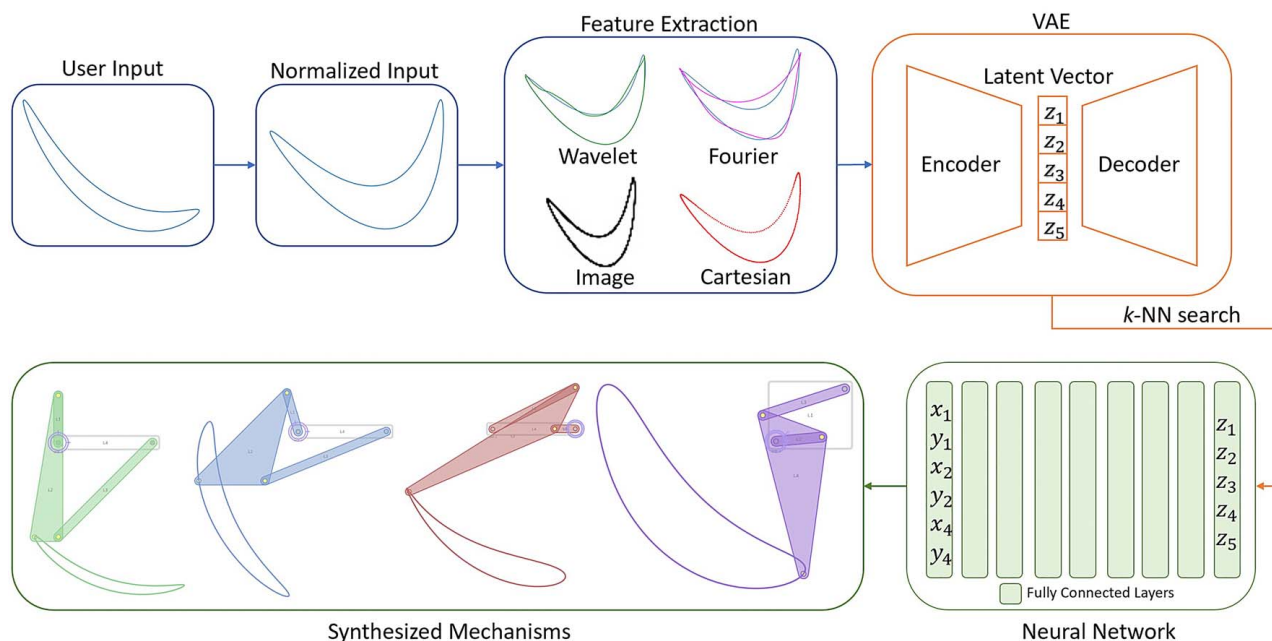 User Input
Normalized Input
Feature Extraction
Wavelet
Fourier
Image
Cartesian
VAE
Latent Vector
Encoder
z₁
z₂
z₃
z₄
z₅
Decoder
k-NN search
x₁
y₁
x₂
y₂
x₄
y₄
z₁
z₂
z₃
z₄
z₅
Fully Connected Layers
Synthesized Mechanisms
Neural Network